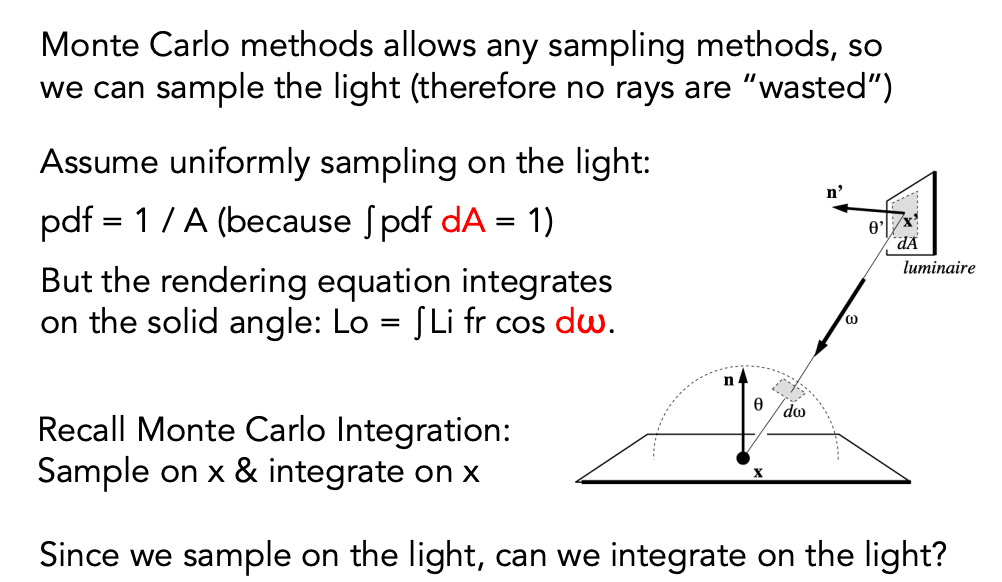 Monte Carlo methods allows any sampling methods, so
we can sample the light (therefore no rays are “wasted”)
Assume uniformly sampling on the light:
pdf = 1 / A (because ∫pdf dA = 1)
But the rendering equation integrates
on the solid angle: Lo = ∫Li fr cos dω.
Recall Monte Carlo Integration:
Sample on x & integrate on x
Since we sample on the light, can we integrate on the light?
n'
θ'
x'
dA
luminaire
ω
n
θ
dω
x